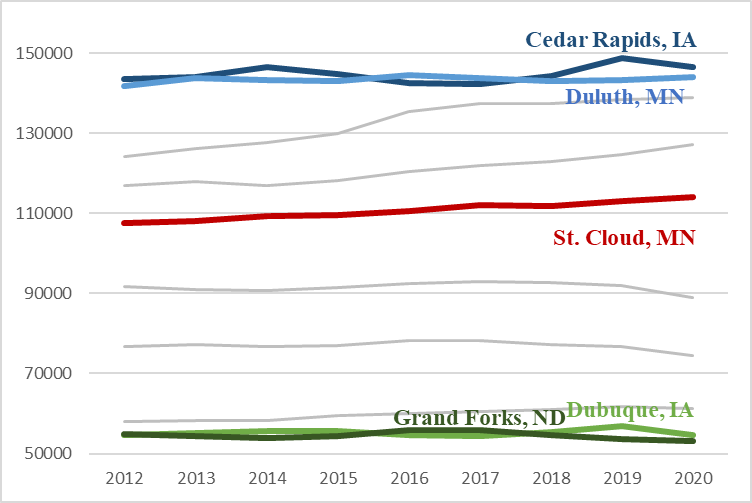 Cedar Rapids, IA
150000
Duluth, MN
130000
110000
St. Cloud, MN
90000
70000
Grand Forks, ND
Dubuque, IA
50000
2012 2013 2014 2015 2016 2017 2018 2019 2020